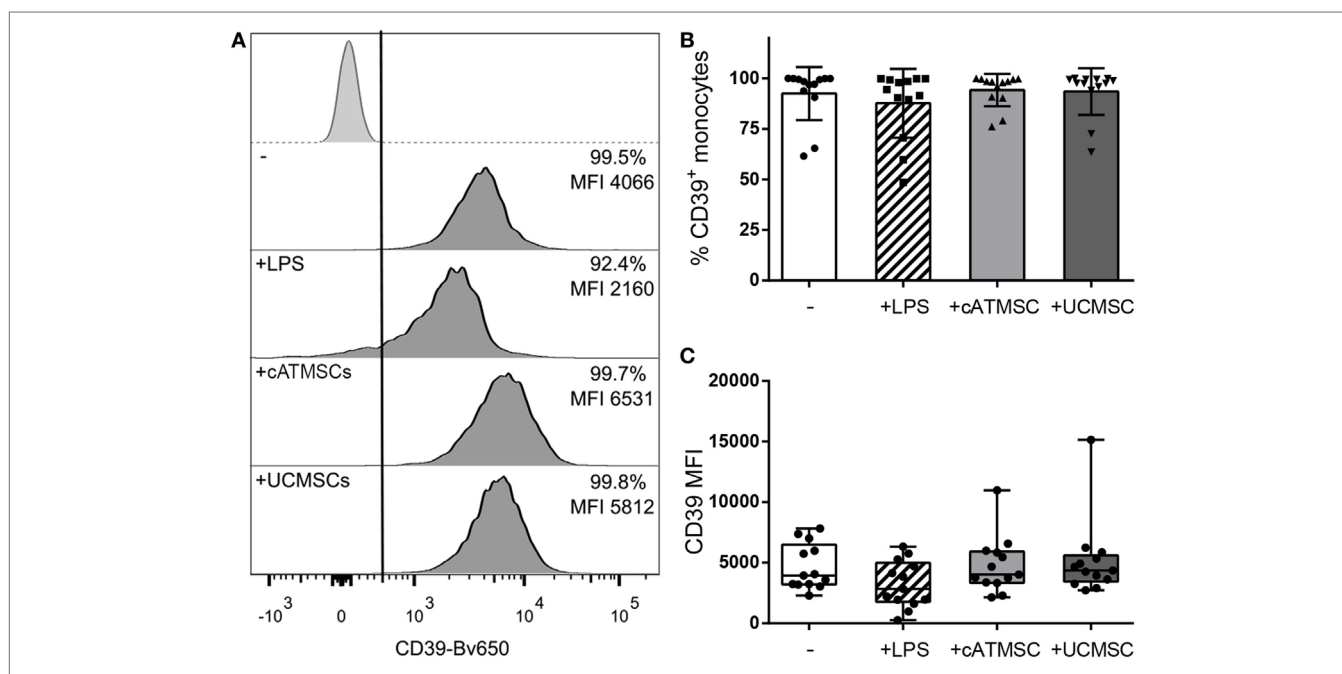 A
-
99.5%
MFI 4066
+LPS
92.4%
MFI 2160
+cATMSCs
99.7%
MFI 6531
+UCMSCs
99.8%
MFI 5812
-10³ 0 10³ 10⁴ 10⁵
CD39-Bv650
B
% CD39⁺ monocytes
100
75
50
25
0
- +LPS +cATMSC +UCMSC
C
CD39 MFI
20000
15000
10000
5000
0
- +LPS +cATMSC +UCMSC